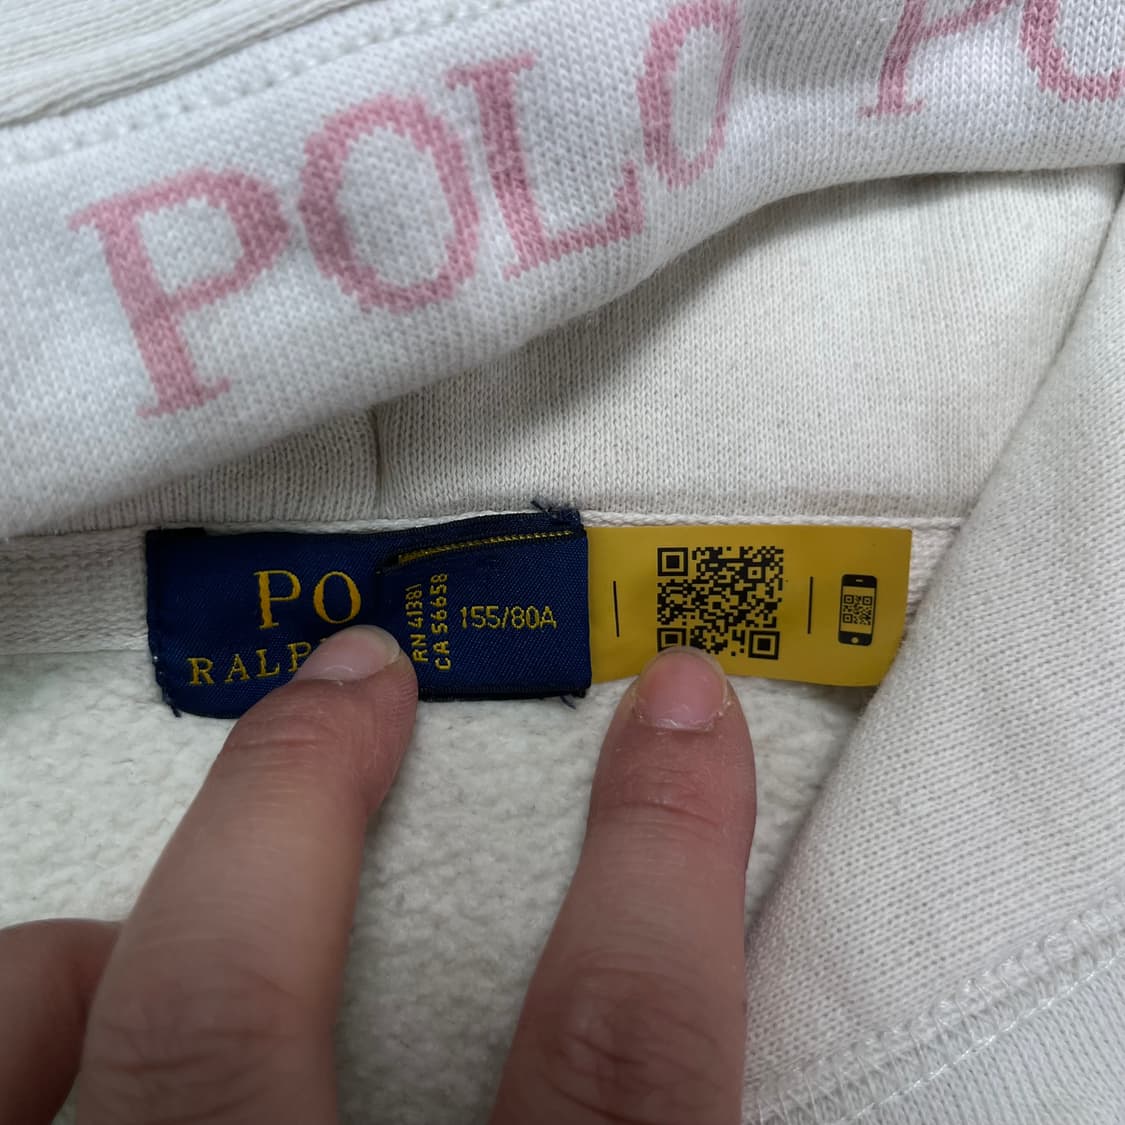 POLO PO
PO
RALP
RN 41381
CA 56658
155/80A